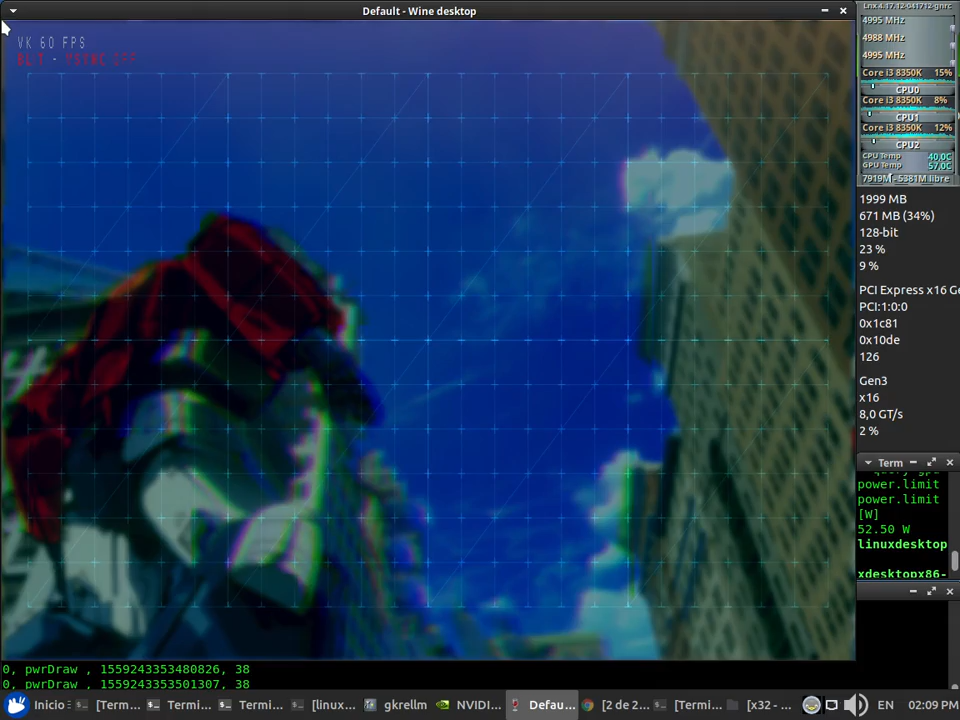 Default - Wine desktop
VK 60 FPS
BLIT - VSYNC OFF
Lnx 4.17.12-041712-gnrc
4995 MHz
4988 MHz
4995 MHz
Core i3 8350K 15%
CPU0
Core i3 8350K 8%
CPU1
Core i3 8350K 12%
CPU2
CPU Temp 40,0C
GPU Temp 57,0C
7919M - 5381M libre
1999 MB
671 MB (34%)
128-bit
23 %
9 %
PCI Express x16 Ge
PCI:1:0:0
0x1c81
0x10de
126
Gen3
x16
8,0 GT/s
2 %
Term
power.limit
power.limit
[W]
52.50 W
linuxdesktop
xdesktopx86-
0, pwrDraw , 1559243353480826, 38
0, pwrDraw , 1559243353501307, 38
Inicio [Term... Termi... Termi... [linux... gkrellm NVIDI... Defau... [2 de 2... [Termi... [x32 - ... EN 02:09 PM